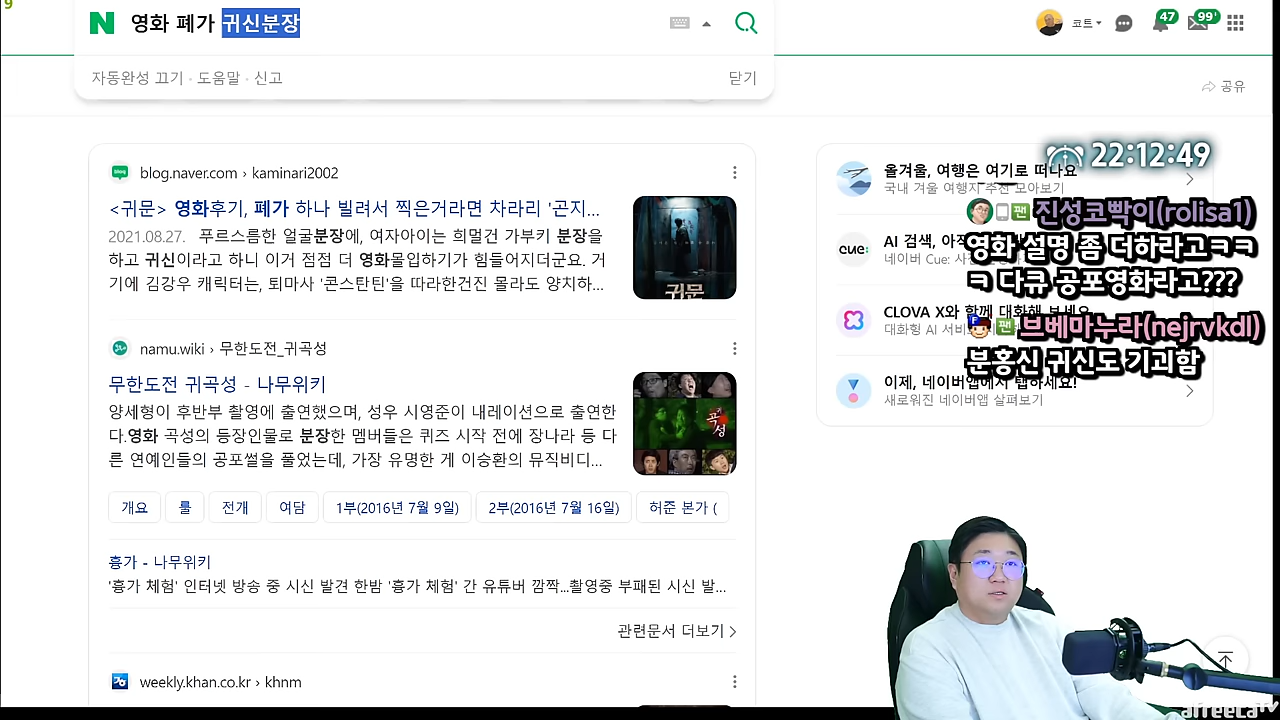 9
N 영화 폐가 귀신분장
코트
47
99+
자동완성 끄기 · 도움말 · 신고
닫기
공유
blog.naver.com › kaminari2002
<귀문> 영화후기, 폐가 하나 빌려서 찍은거라면 차라리 '곤지...
2021.08.27. 푸르스름한 얼굴분장에, 여자아이는 희멀건 가부키 분장을
하고 귀신이라고 하니 이거 점점 더 영화몰입하기가 힘들어지더군요. 거
기에 김강우 캐릭터는, 퇴마사 '콘스탄틴'을 따라한건진 몰라도 양치하...
귀문
namu.wiki › 무한도전_귀곡성
무한도전 귀곡성 - 나무위키
양세형이 후반부 촬영에 출연했으며, 성우 시영준이 내레이션으로 출연한
다.영화 곡성의 등장인물로 분장한 멤버들은 퀴즈 시작 전에 장나라 등 다
른 연예인들의 공포썰을 풀었는데, 가장 유명한 게 이승환의 뮤직비디...
곡성
개요 룰 전개 여담 1부(2016년 7월 9일) 2부(2016년 7월 16일) 허준 본가 (
흉가 - 나무위키
'흉가 체험' 인터넷 방송 중 시신 발견 한밤 '흉가 체험' 간 유튜버 깜짝...촬영중 부패된 시신 발...
관련문서 더보기
weekly.khan.co.kr › khnm
22:12:49
올겨울, 여행은 여기로 떠나요
국내 겨울 여행지 추천 모아보기
cue:
AI 검색,
네이버 Cue:
CLOVA X와 함께 대화해 보세요
대화형 AI 서비
이제, 네이버앱에서 탭하세요!
새로워진 네이버앱 살펴보기
팬 진성코빡이(rolisa1)
영화 설명 좀 더하라고ㅋㅋ
ㅋ 다큐 공포영화라고???
F 팬 브베마누라(nejrvkdl)
분홍신 귀신도 기괴함
afreecaTV